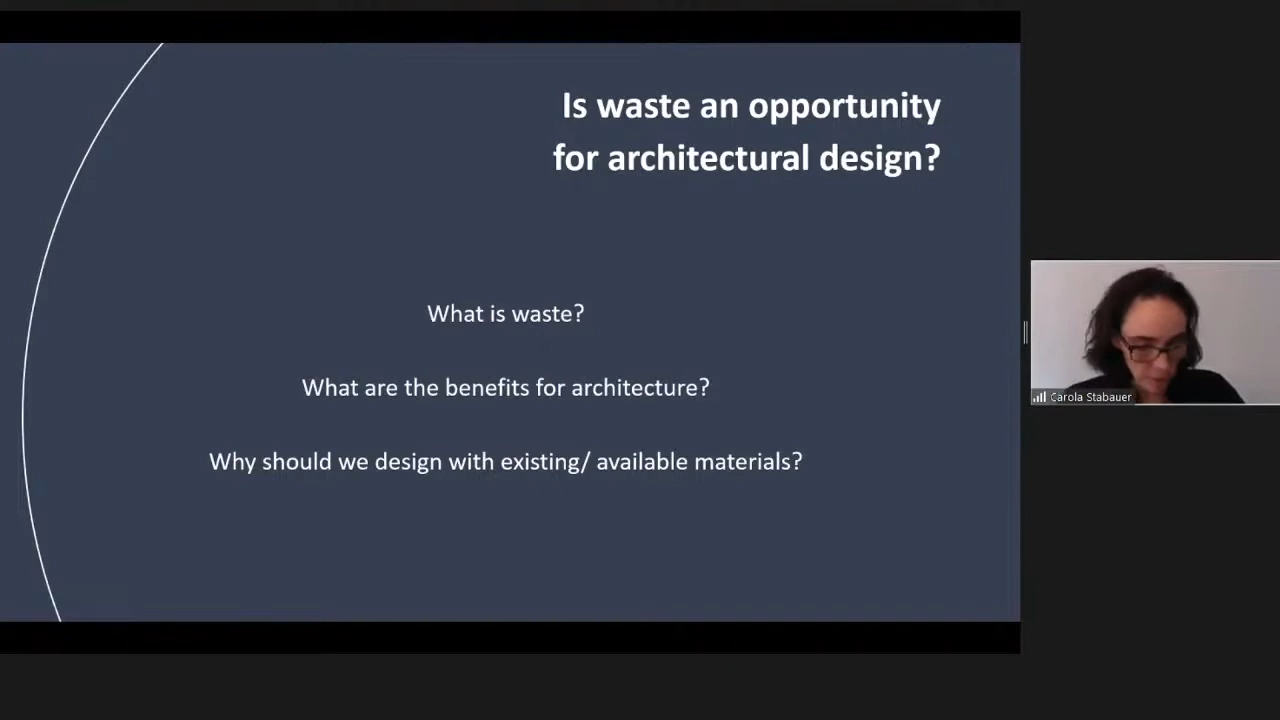 Is waste an opportunity
for architectural design?
What is waste?
What are the benefits for architecture?
Why should we design with existing/ available materials?
Carola Stabauer